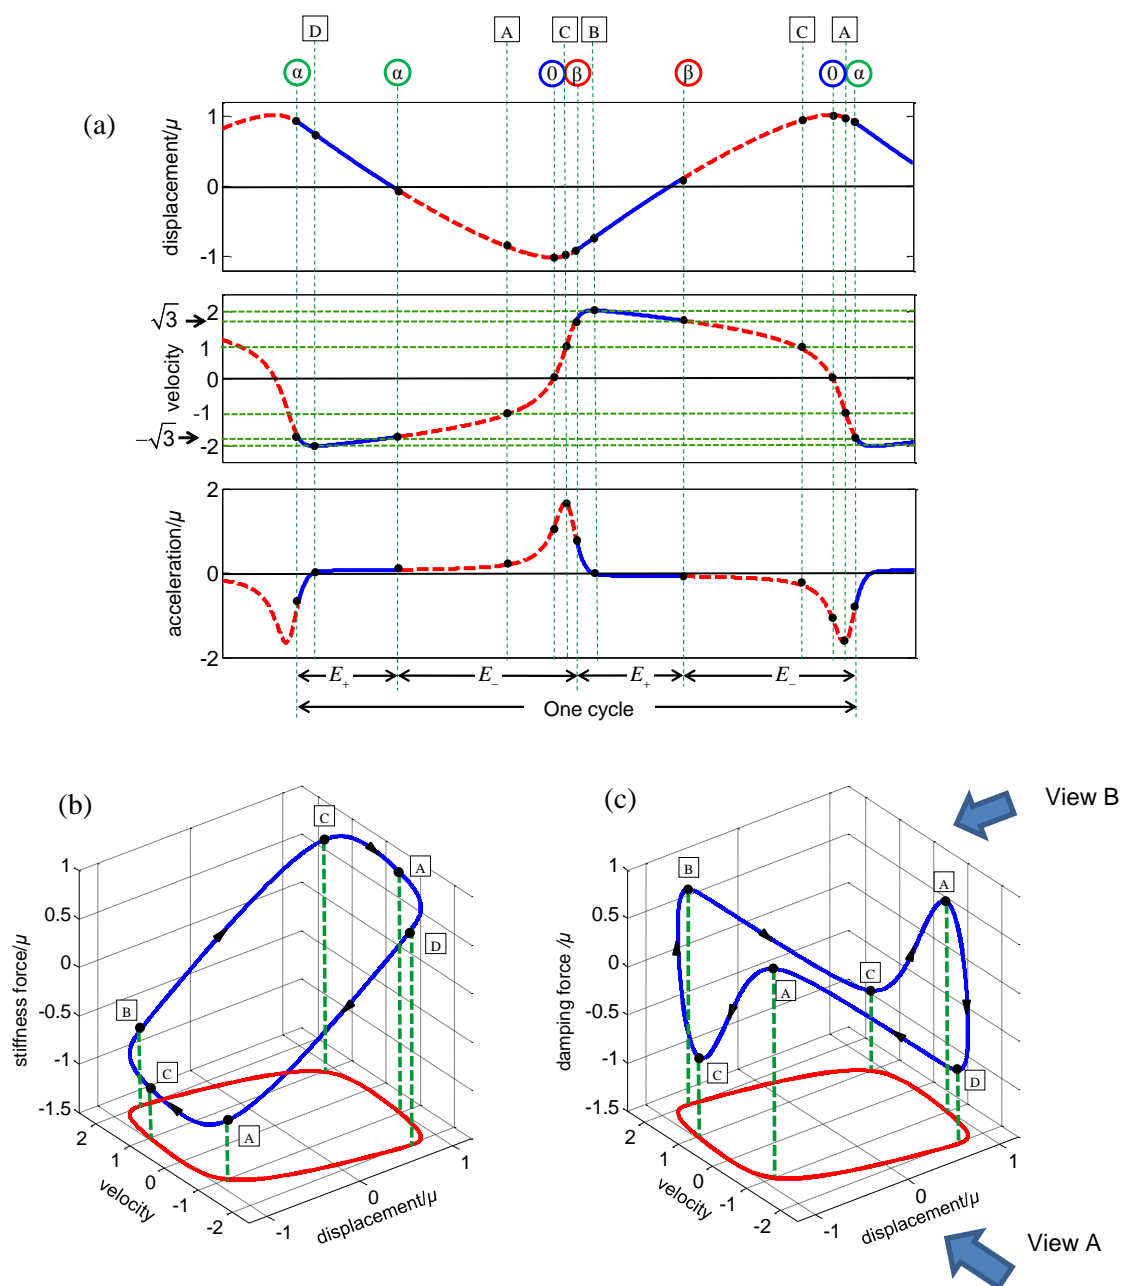 D A C B C A
α α 0 β β 0 α
(a)
displacement/μ
1
0
-1
velocity
√3
2
1
0
-1
-√3
-2
acceleration/μ
2
0
-2
E+ E− E+ E−
One cycle
(b)
stiffness force/μ
1
0.5
0
-0.5
-1
-1.5
C
A
D
B
C
A
2
1
0
-1
-2
velocity
-1
0
1
displacement/μ
(c)
View B
damping force /μ
1
0.5
0
-0.5
-1
-1.5
B
A
C
A
C
D
2
1
0
-1
-2
velocity
-1
0
1
displacement/μ
View A